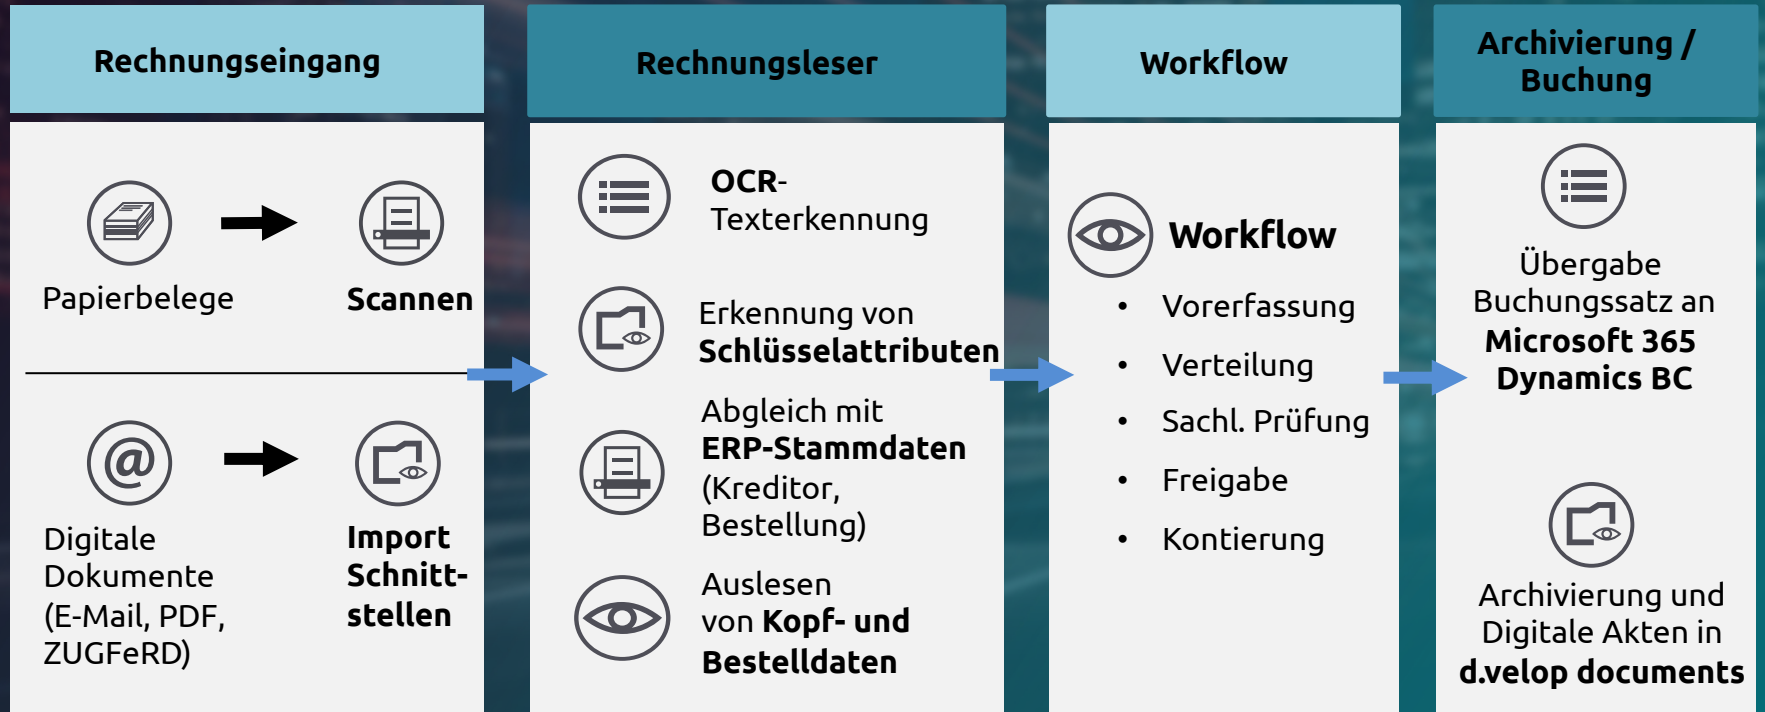 Rechnungseingang
Papierbelege
Scannen
@
Digitale
Dokumente
(E-Mail, PDF,
ZUGFeRD)
Import
Schnitt-
stellen
Rechnungsleser
OCR-
Texterkennung
Erkennung von
Schlüsselattributen
Abgleich mit
ERP-Stammdaten
(Kreditor,
Bestellung)
Auslesen
von Kopf- und
Bestelldaten
Workflow
Workflow
• Vorerfassung
• Verteilung
• Sachl. Prüfung
• Freigabe
• Kontierung
Archivierung /
Buchung
Übergabe
Buchungssatz an
Microsoft 365
Dynamics BC
Archivierung und
Digitale Akten in
d.velop documents